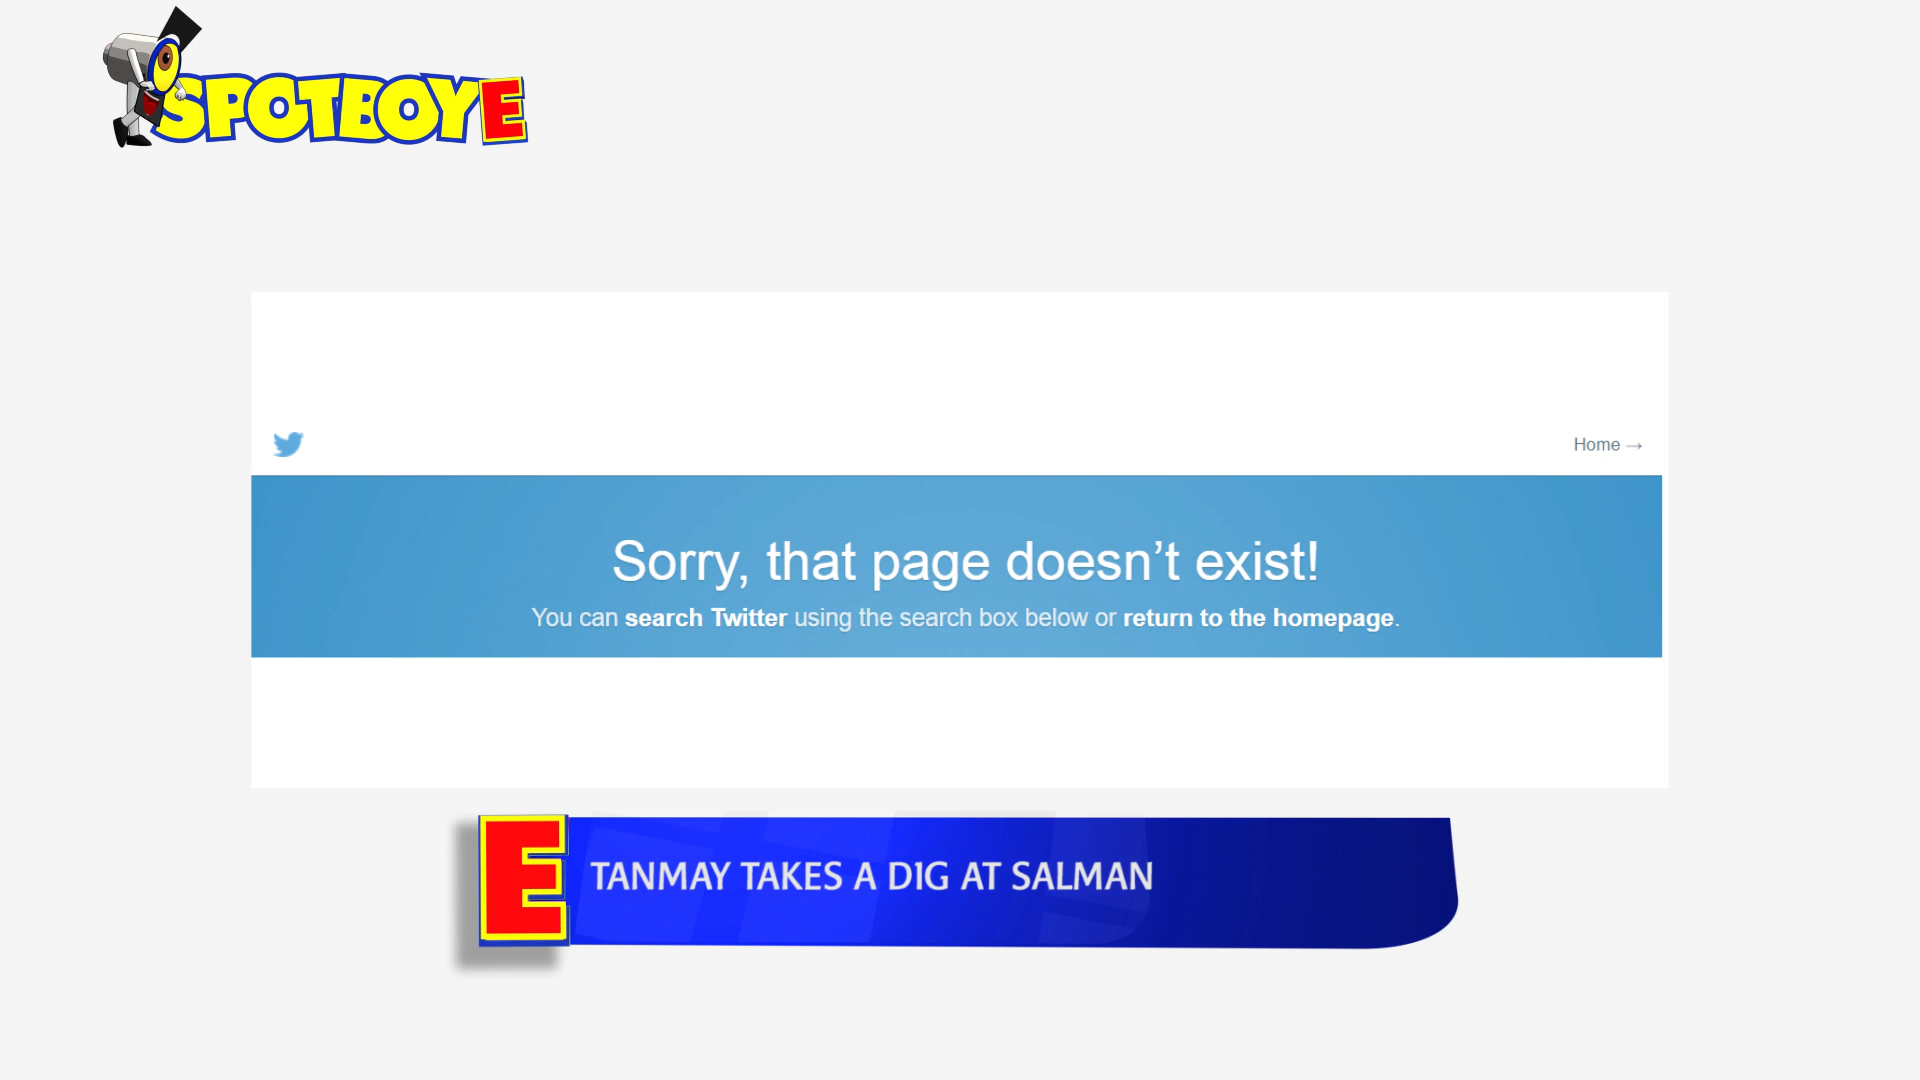 SPOTBOYE
Home →
Sorry, that page doesn’t exist!
You can search Twitter using the search box below or return to the homepage.
E TANMAY TAKES A DIG AT SALMAN